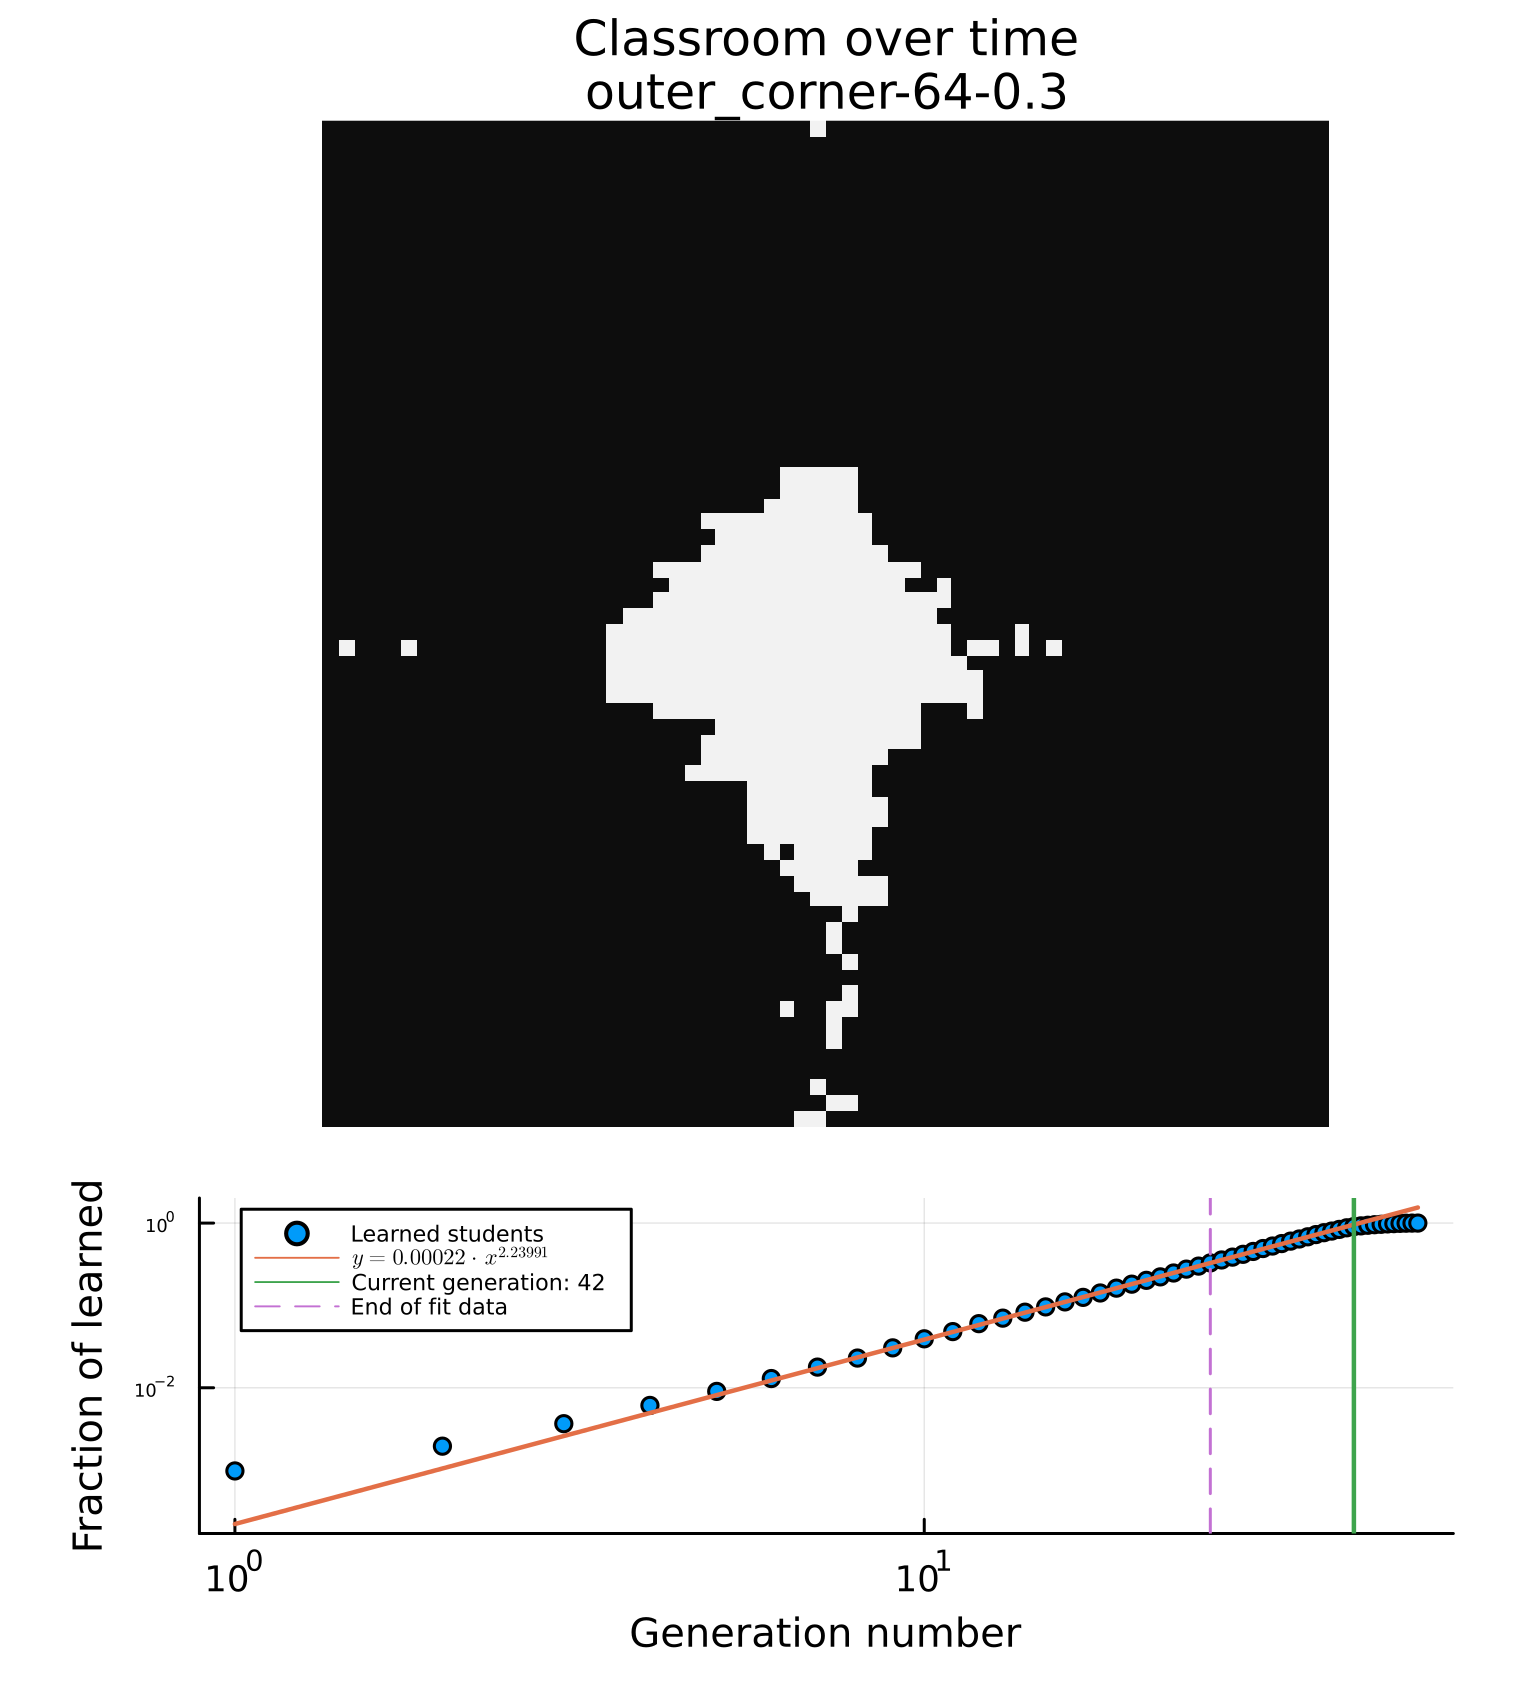 Classroom over time
outer_corner-64-0.3
Fraction of learned
10^0
10^-2
Learned students
y = 0.00022 · x^2.23991
Current generation: 42
End of fit data
10^0
10^1
Generation number